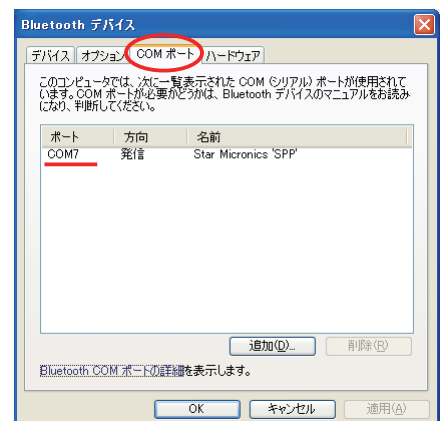 Bluetooth デバイス
デバイス オプション COM ポート ハードウェア
このコンピュータでは、次に一覧表示された COM (シリアル) ポートが使用されて
います。COM ポートが必要かどうかは、Bluetooth デバイスのマニュアルをお読み
になり、判断してください。
ポート 方向 名前
COM7 発信 Star Micronics 'SPP'
追加(D)... 削除(R)
Bluetooth COM ポートの詳細を表示します。
OK キャンセル 適用(A)